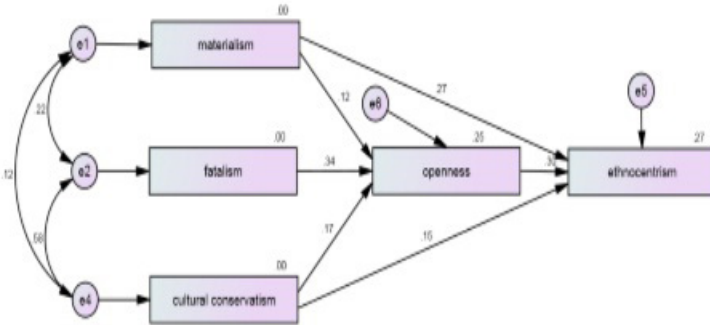 .00
e1
materialism
.27
.12
e6
e5
.22
.00
.25
.27
e2
fatalism
.34
openness
.30
ethnocentrism
.12
.58
.17
.15
.00
e4
cultural conservatism